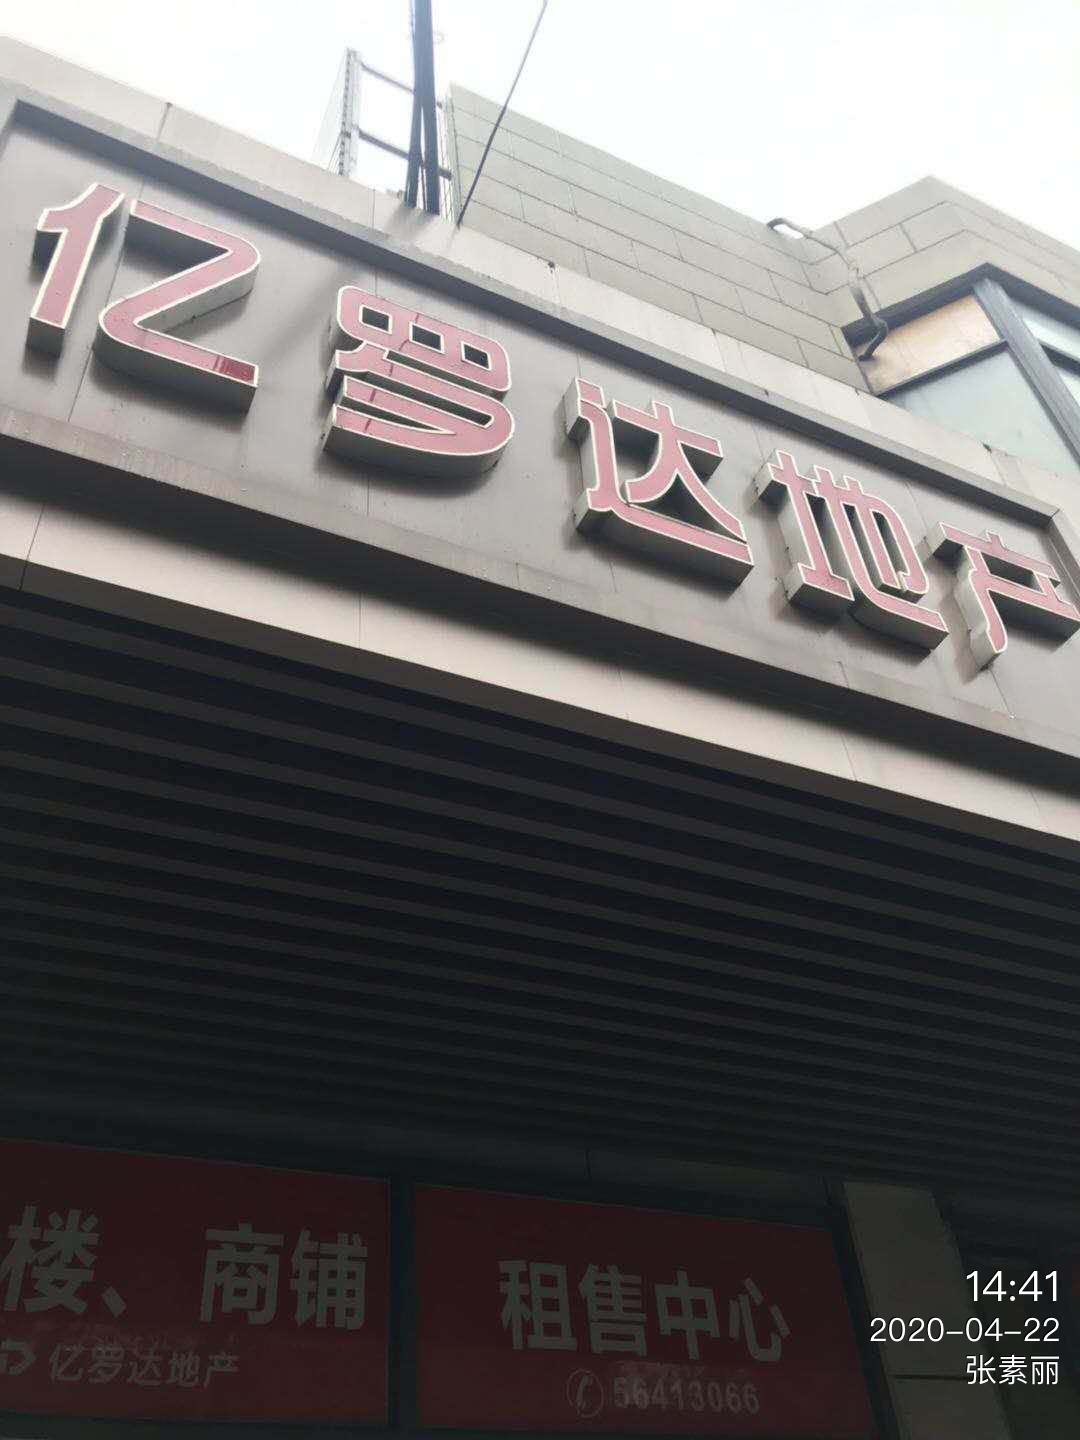 亿罗达地产
楼、商铺
亿罗达地产
租售中心
56413066
14:41
2020-04-22
张素丽